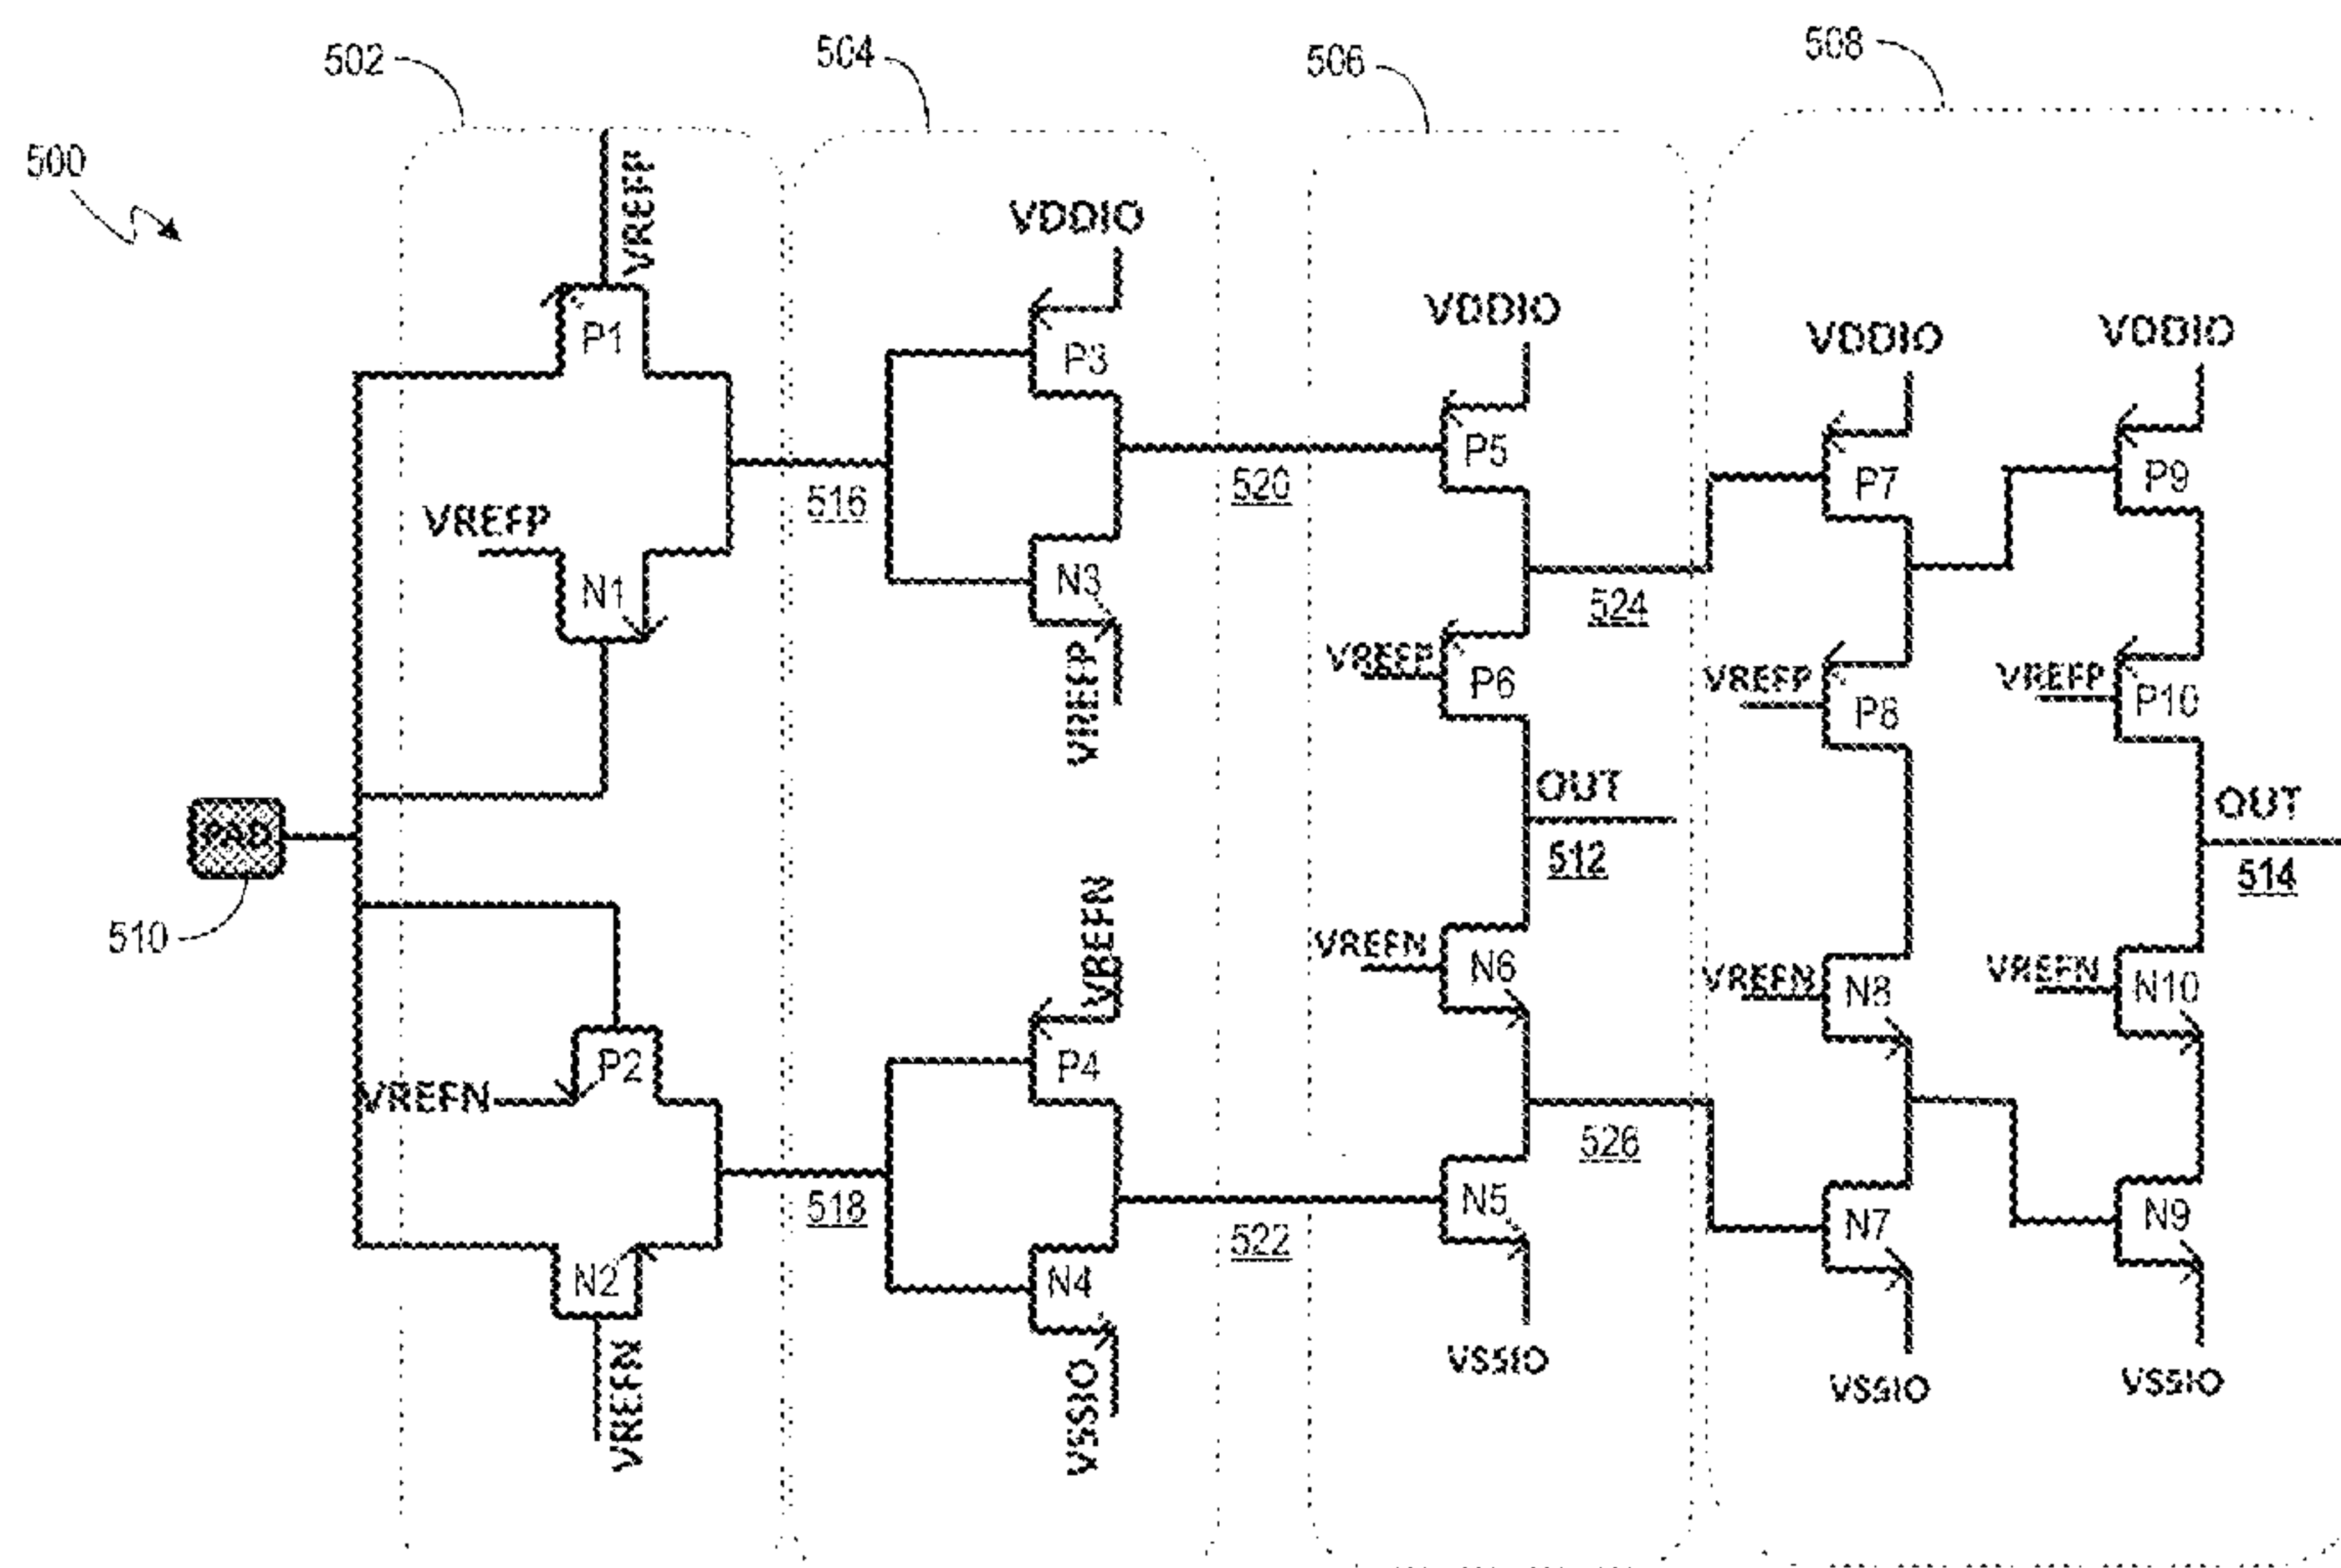 500
502
504
506
508
VREFP
P1
VREFP
N1
516
VDDIO
P3
N3
VREFP
520
VDDIO
P5
524
VREFP
P6
OUT
512
VDDIO
P7
VREFP
P8
VDDIO
P9
VREFP
P10
OUT
514
PAD
510
P2
VREFN
N2
VREFN
518
VREFN
P4
N4
VSSIO
522
VREFN
N6
526
N5
VSSIO
VREFN
N8
N7
VSSIO
VREFN
N10
N9
VSSIO